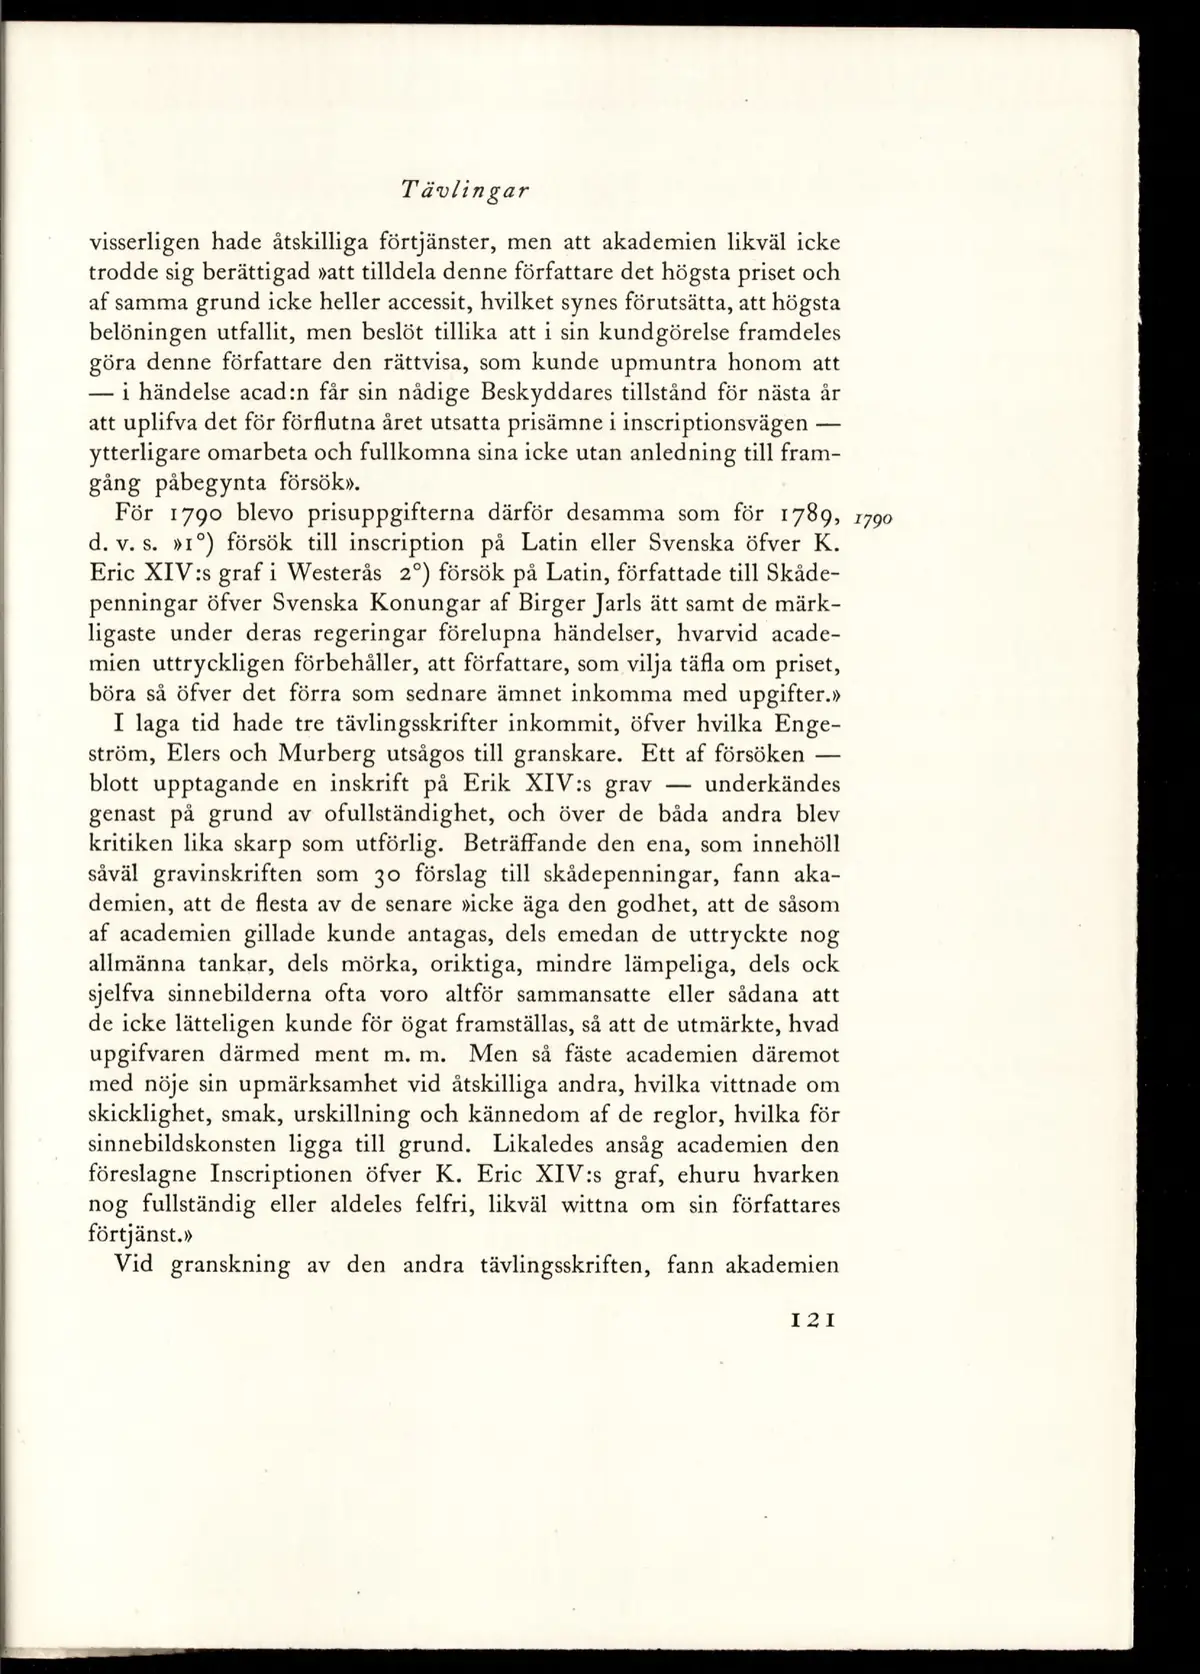 Tävlingar
visserligen hade åtskilliga förtjänster, men att akademien likväl icke
trodde sig berättigad »att tilldela denne författare det högsta priset och
af samma grund icke heller accessit, hvilket synes förutsätta, att högsta
belöningen utfallit, men beslöt tillika att i sin kundgörelse framdeles
göra denne författare den rättvisa, som kunde upmuntra honom att
— i händelse acad:n får sin nådige Beskyddares tillstånd för nästa år
att uplifva det för förflutna året utsatta prisämne i inscriptionsvägen —
ytterligare omarbeta och fullkomna sina icke utan anledning till fram-
gång påbegynta försök».
För 1790 blevo prisuppgifterna därför desamma som för 1789, 1790
d. v. s. »1°) försök till inscription på Latin eller Svenska öfver K.
Eric XIV:s graf i Westerås 2°) försök på Latin, författade till Skåde-
penningar öfver Svenska Konungar af Birger Jarls ätt samt de märk-
ligaste under deras regeringar förelupna händelser, hvarvid acade-
mien uttryckligen förbehåller, att författare, som vilja täfla om priset,
böra så öfver det förra som sednare ämnet inkomma med upgifter.»
I laga tid hade tre tävlingsskrifter inkommit, öfver hvilka Enge-
ström, Elers och Murberg utsågos till granskare. Ett af försöken —
blott upptagande en inskrift på Erik XIV:s grav — underkändes
genast på grund av ofullständighet, och över de båda andra blev
kritiken lika skarp som utförlig. Beträffande den ena, som innehöll
såväl gravinskriften som 30 förslag till skådepenningar, fann aka-
demien, att de flesta av de senare »icke äga den godhet, att de såsom
af academien gillade kunde antagas, dels emedan de uttryckte nog
allmänna tankar, dels mörka, oriktiga, mindre lämpeliga, dels ock
sjelfva sinnebilderna ofta voro altför sammansatte eller sådana att
de icke lätteligen kunde för ögat framställas, så att de utmärkte, hvad
upgifvaren därmed ment m. m. Men så fäste academien däremot
med nöje sin upmärksamhet vid åtskilliga andra, hvilka vittnade om
skicklighet, smak, urskillning och kännedom af de reglor, hvilka för
sinnebildskonsten ligga till grund. Likaledes ansåg academien den
föreslagne Inscriptionen öfver K. Eric XIV:s graf, ehuru hvarken
nog fullständig eller aldeles felfri, likväl wittna om sin författares
förtjänst.»
Vid granskning av den andra tävlingsskriften, fann akademien
121